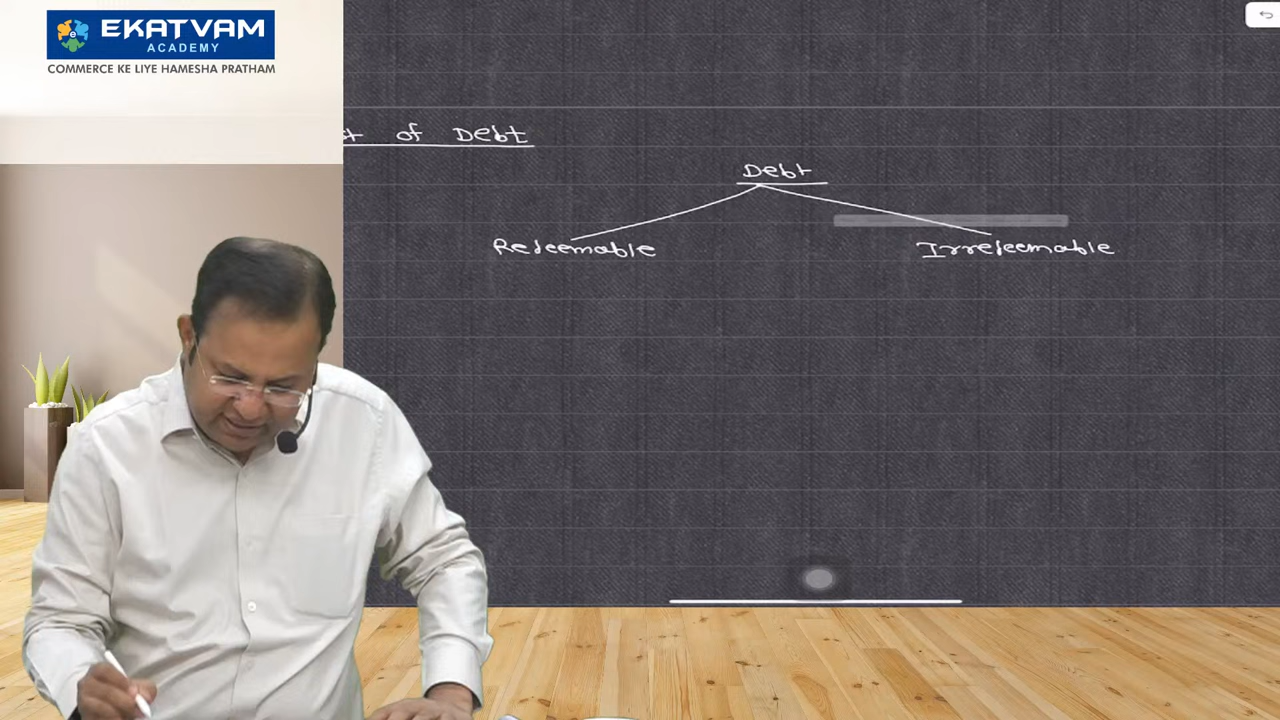 EKATVAM
ACADEMY
COMMERCE KE LIYE HAMESHA PRATHAM
of Debt
Debt
Redeemable
Irredeemable